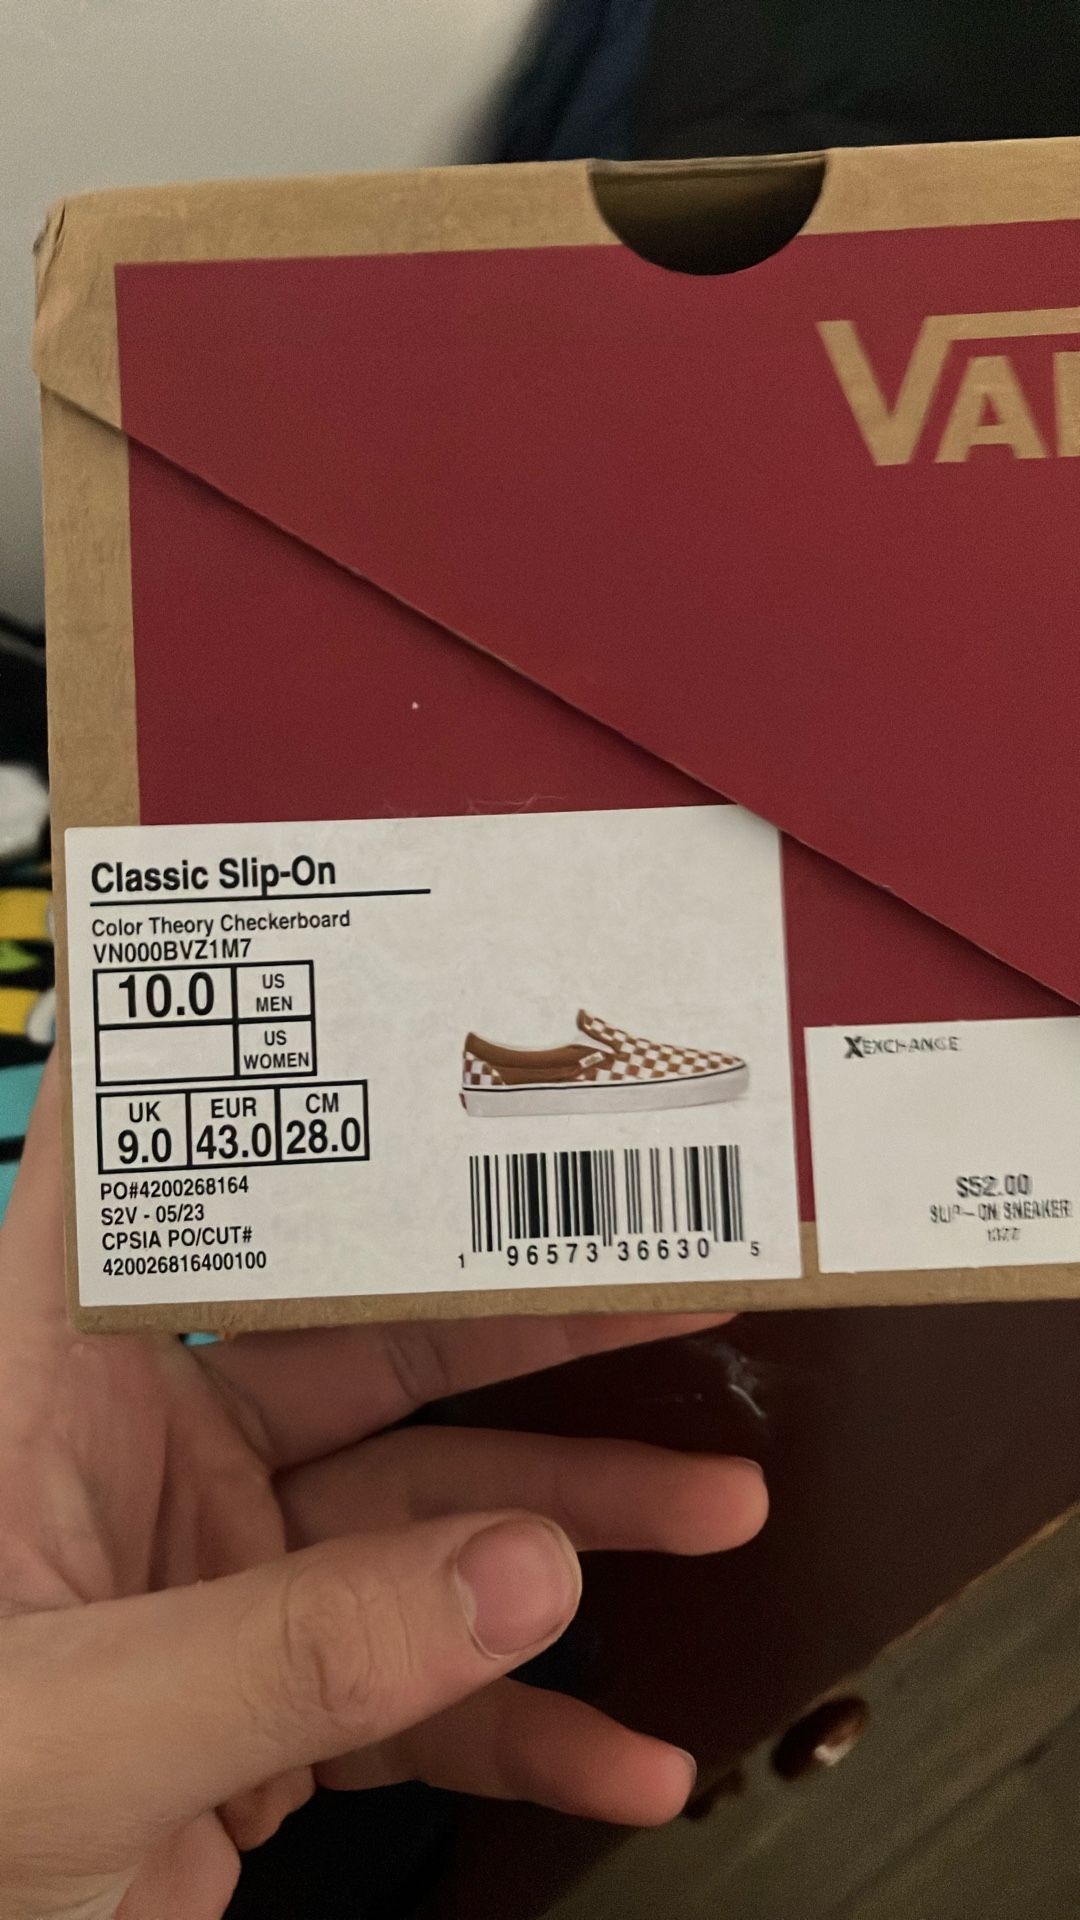 VA
Classic Slip-On
Color Theory Checkerboard
VN000BVZ1M7
10.0 US MEN
US WOMEN
UK EUR CM
9.0 43.0 28.0
PO#4200268164
S2V - 05/23
CPSIA PO/CUT#
420026816400100
1 96573 36630 5
XEXCHANGE
$52.00
SLIP-ON SNEAKER